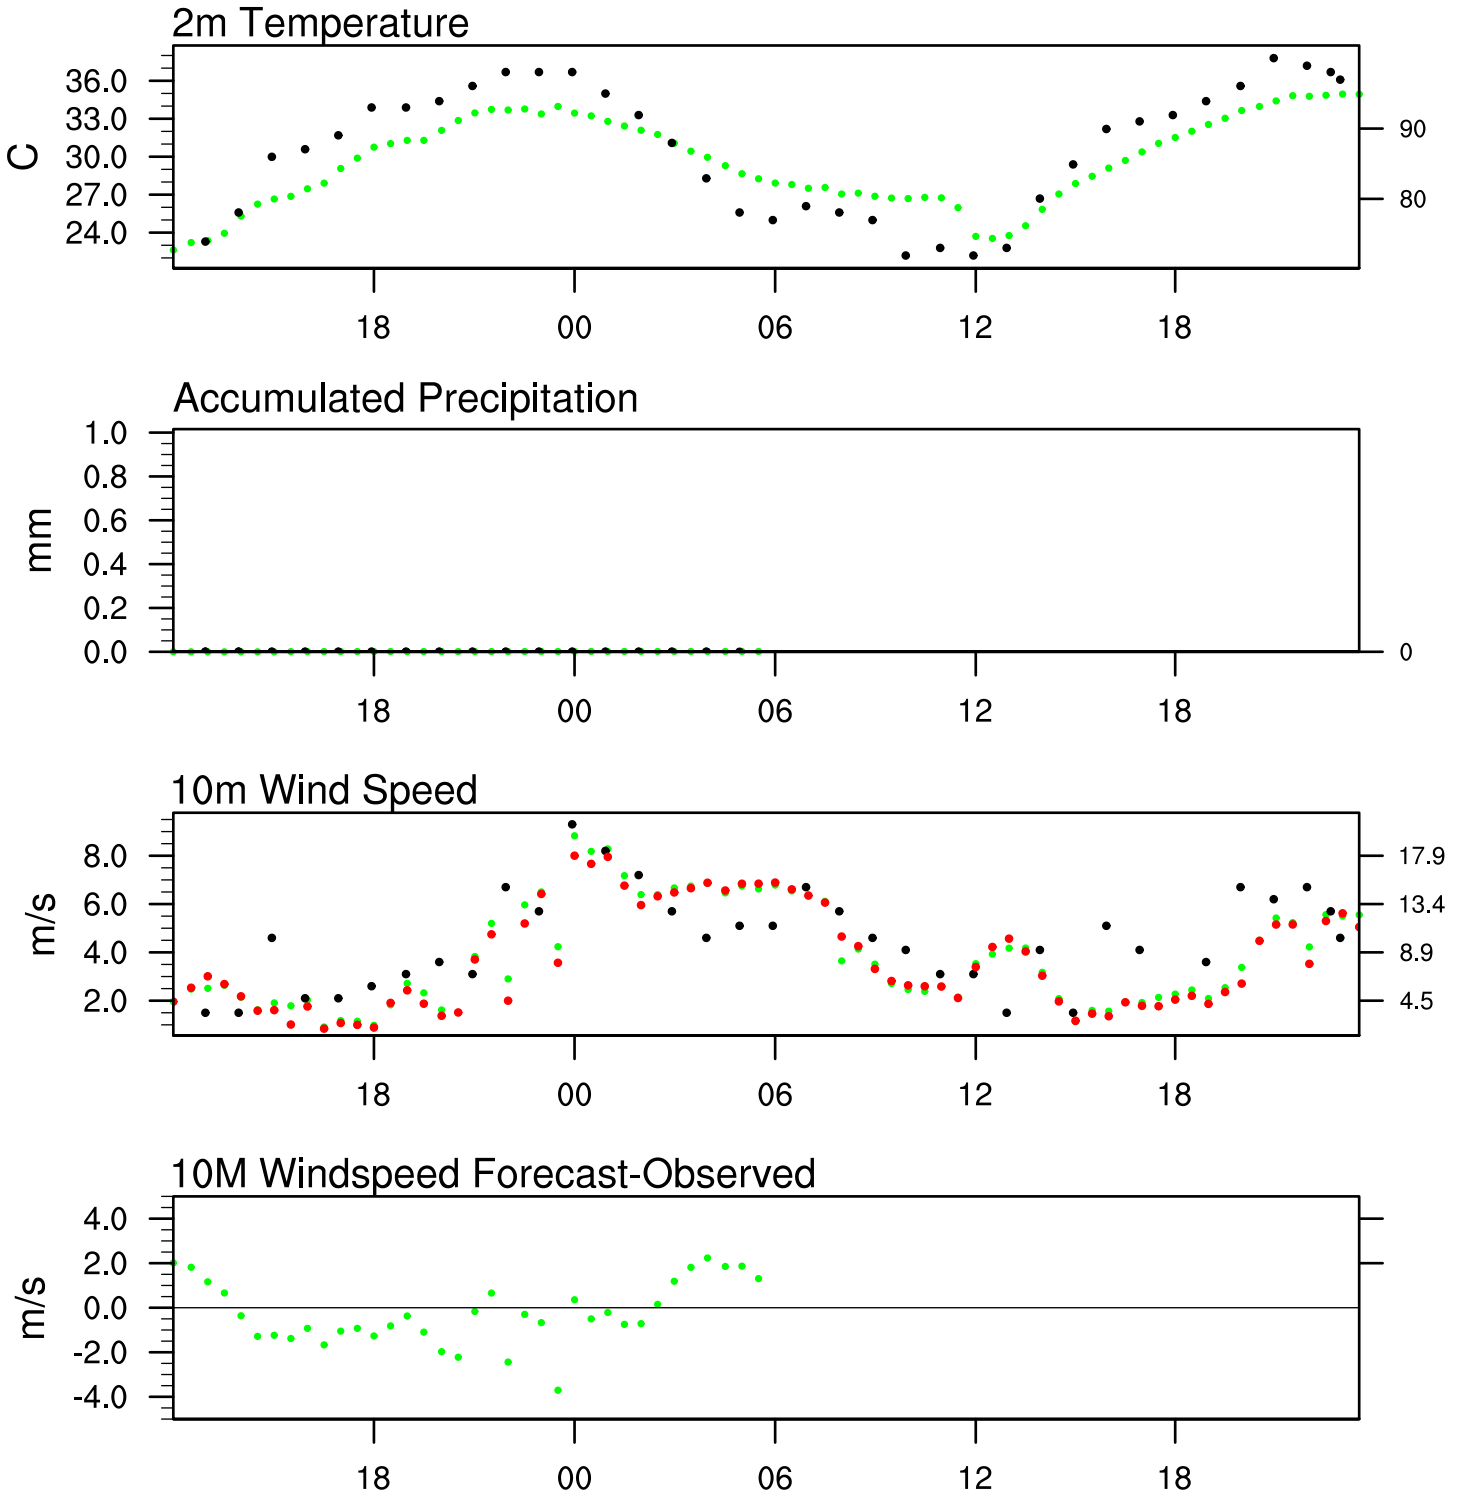 2m Temperature
36.0
33.0
30.0
27.0
24.0
C
90
80
18 00 06 12 18
Accumulated Precipitation
1.0
0.8
0.6
0.4
0.2
0.0
mm
0
18 00 06 12 18
10m Wind Speed
8.0
6.0
4.0
2.0
m/s
17.9
13.4
8.9
4.5
18 00 06 12 18
10M Windspeed Forecast-Observed
4.0
2.0
0.0
-2.0
-4.0
m/s
18 00 06 12 18